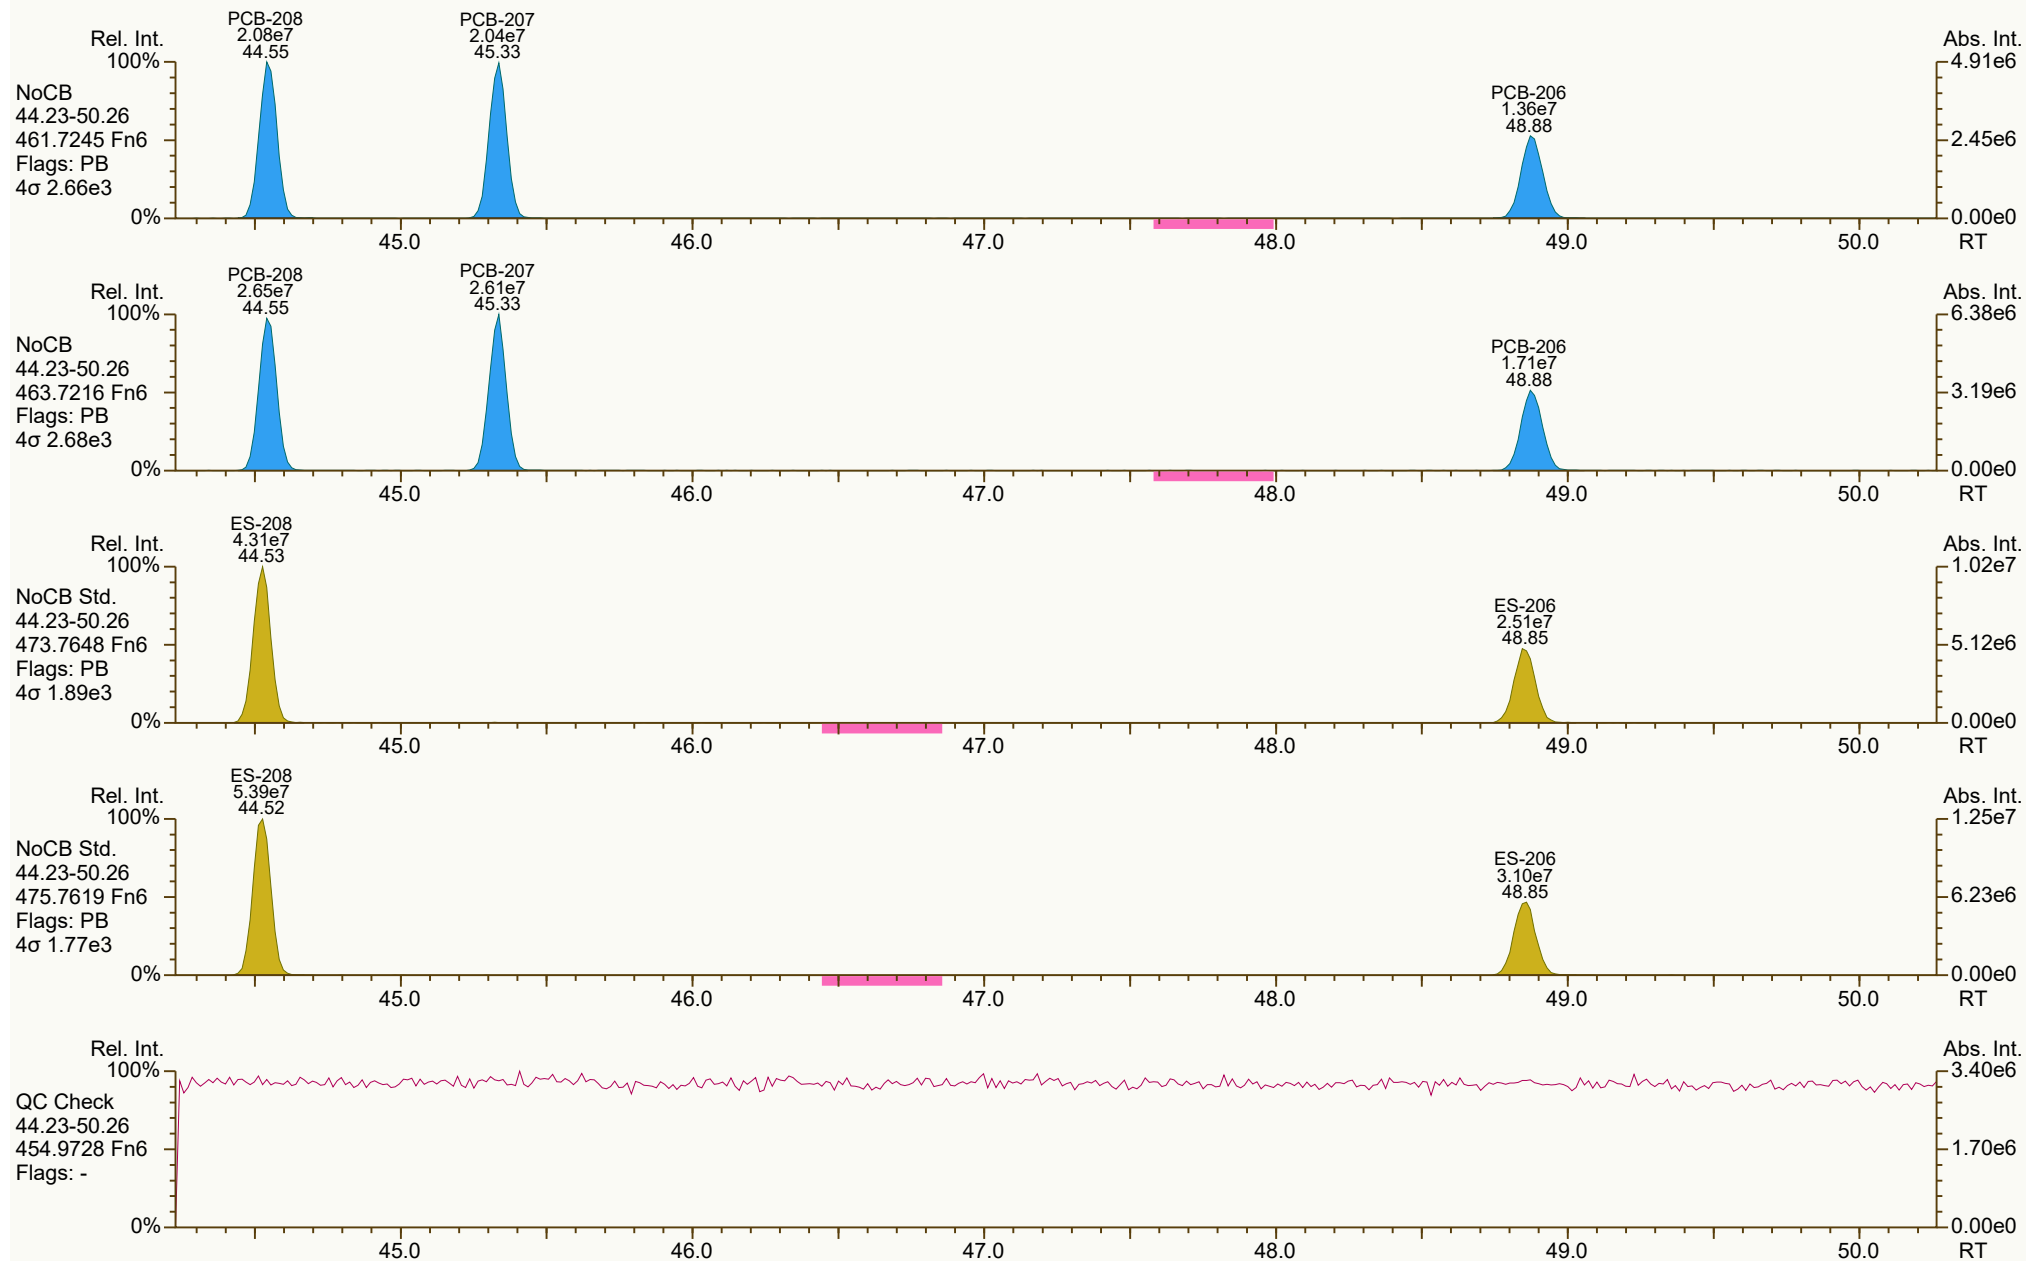 PCB-208
2.08e7
44.55
PCB-207
2.04e7
45.33
PCB-206
1.36e7
48.88
Rel. Int.
Abs. Int.
100%
4.91e6
2.45e6
0%
0.00e0
NoCB
44.23-50.26
461.7245 Fn6
Flags: PB
4σ 2.66e3
45.0 46.0 47.0 48.0 49.0 50.0 RT
PCB-208
2.65e7
44.55
PCB-207
2.61e7
45.33
PCB-206
1.71e7
48.88
Rel. Int.
Abs. Int.
100%
6.38e6
3.19e6
0%
0.00e0
NoCB
44.23-50.26
463.7216 Fn6
Flags: PB
4σ 2.68e3
45.0 46.0 47.0 48.0 49.0 50.0 RT
ES-208
4.31e7
44.53
ES-206
2.51e7
48.85
Rel. Int.
Abs. Int.
100%
1.02e7
5.12e6
0%
0.00e0
NoCB Std.
44.23-50.26
473.7648 Fn6
Flags: PB
4σ 1.89e3
45.0 46.0 47.0 48.0 49.0 50.0 RT
ES-208
5.39e7
44.52
ES-206
3.10e7
48.85
Rel. Int.
Abs. Int.
100%
1.25e7
6.23e6
0%
0.00e0
NoCB Std.
44.23-50.26
475.7619 Fn6
Flags: PB
4σ 1.77e3
45.0 46.0 47.0 48.0 49.0 50.0 RT
Rel. Int.
Abs. Int.
100%
3.40e6
1.70e6
0%
0.00e0
QC Check
44.23-50.26
454.9728 Fn6
Flags: -
45.0 46.0 47.0 48.0 49.0 50.0 RT